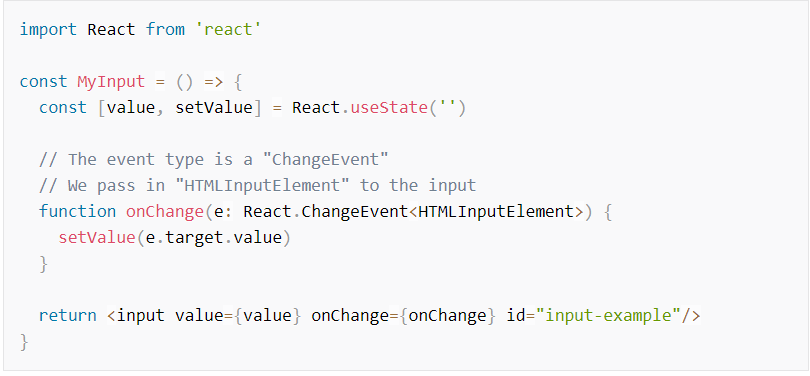 import React from 'react'
const MyInput = () => {
const [value, setValue] = React.useState('')
// The event type is a "ChangeEvent"
// We pass in "HTMLInputElement" to the input
function onChange(e: React.ChangeEvent<HTMLInputElement>) {
setValue(e.target.value)
}
return <input value={value} onChange={onChange} id="input-example"/>
}